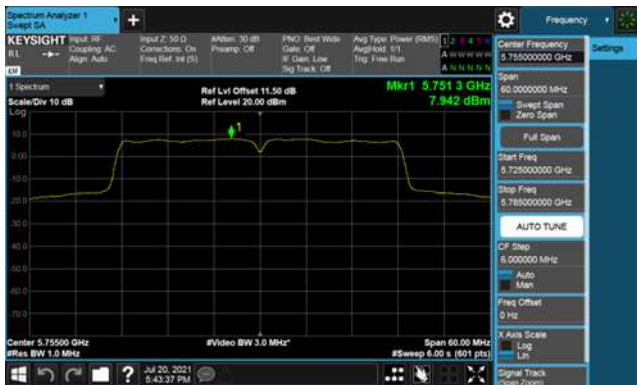 Spectrum Analyzer 1
Swept SA
+
Frequency
KEYSIGHT
Input: RF
Coupling: AC
Align: Auto
Input Z: 50 Ω
Corrections: On
Freq Ref: Int (S)
#Atten: 30 dB
Preamp: Off
PNO: Best Wide
Gate: Off
IF Gain: Low
Sig Track: Off
Avg Type: Power (RMS)
Avg|Hold: 1/1
Trig: Free Run
1 2 3 4 5 6
A W W W W W
A N N N N N
1 Spectrum
Scale/Div 10 dB
Ref Lvl Offset 11.50 dB
Ref Level 20.00 dBm
Mkr1 5.751 3 GHz
7.942 dBm
Log
10.0
0.00
-10.0
-20.0
-30.0
-40.0
-50.0
-60.0
-70.0
1
Center 5.75500 GHz
#Res BW 1.0 MHz
#Video BW 3.0 MHz*
Span 60.00 MHz
#Sweep 6.00 s (601 pts)
Center Frequency
5.755000000 GHz
Settings
Span
60.0000000 MHz
Swept Span
Zero Span
Full Span
Start Freq
5.725000000 GHz
Stop Freq
5.785000000 GHz
AUTO TUNE
CF Step
6.000000 MHz
Auto
Man
Freq Offset
0 Hz
X Axis Scale
Log
Lin
Signal Track
(Span Zoom)
?
Jul 20, 2021
5:43:37 PM